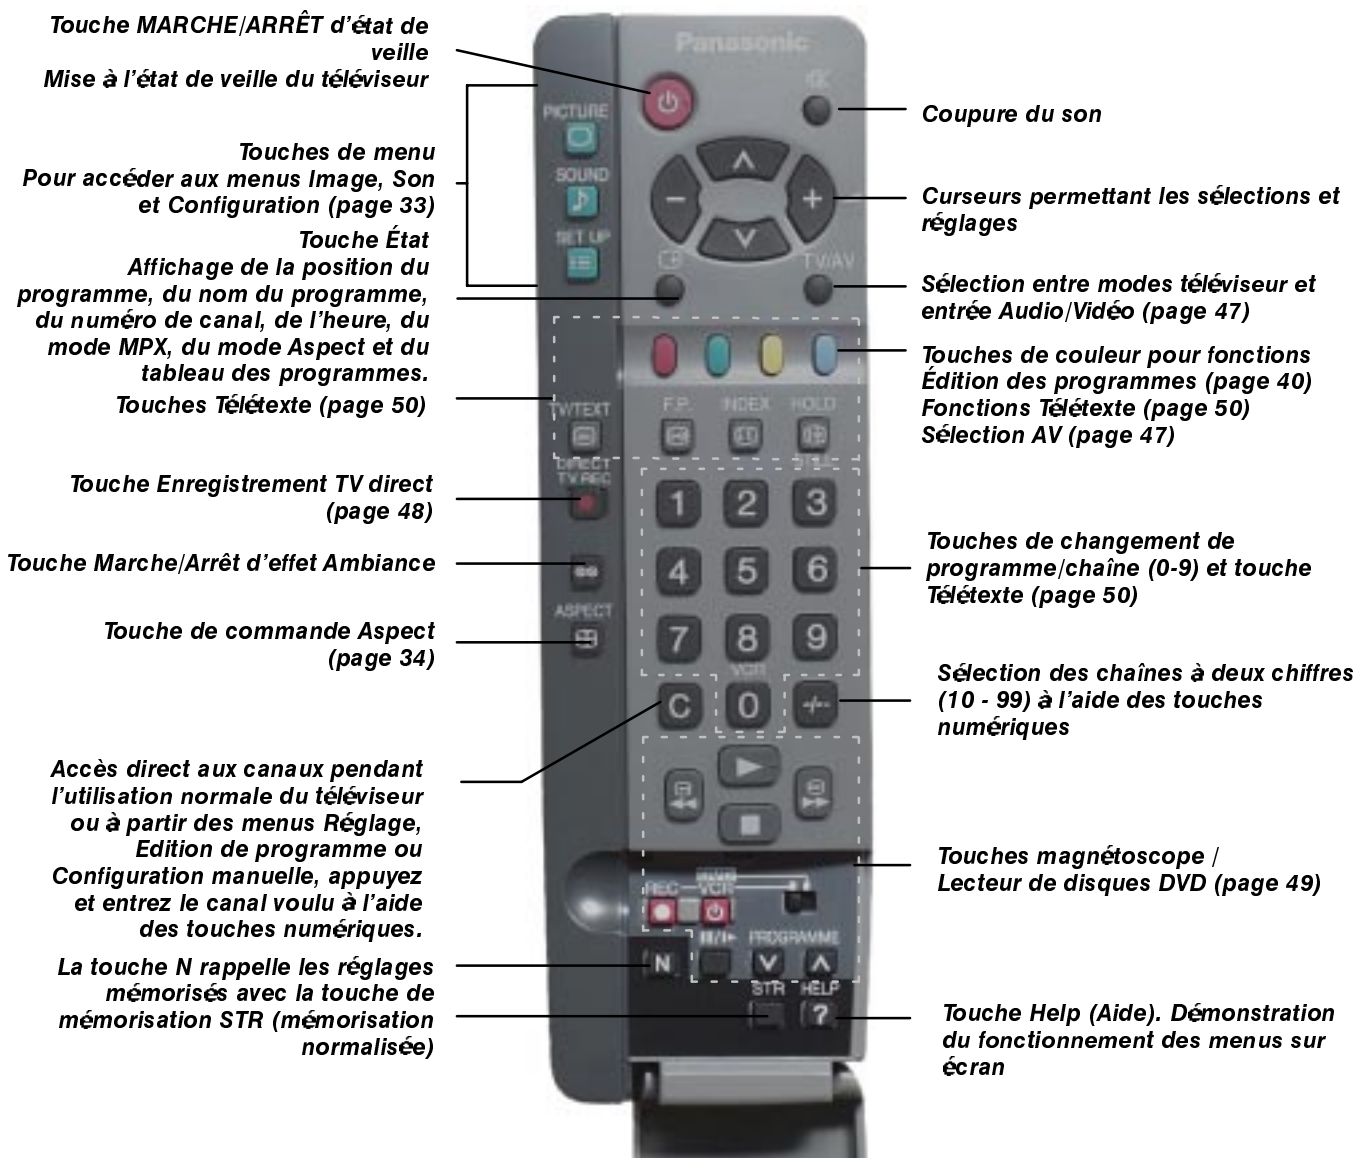 Touche MARCHE/ARRÊT d'état de
veille
Mise à l'état de veille du téléviseur
Touches de menu
Pour accéder aux menus Image, Son
et Configuration (page 33)
Touche État
Affichage de la position du
programme, du nom du programme,
du numéro de canal, de l'heure, du
mode MPX, du mode Aspect et du
tableau des programmes.
Touches Télétexte (page 50)
Touche Enregistrement TV direct
(page 48)
Touche Marche/Arrêt d'effet Ambiance
Touche de commande Aspect
(page 34)
Accès direct aux canaux pendant
l'utilisation normale du téléviseur
ou à partir des menus Réglage,
Edition de programme ou
Configuration manuelle, appuyez
et entrez le canal voulu à l'aide
des touches numériques.
La touche N rappelle les réglages
mémorisés avec la touche de
mémorisation STR (mémorisation
normalisée)
Panasonic
PICTURE
SOUND
SET UP
TV/AV
TV/TEXT
F.P.
INDEX
HOLD
DIRECT
TV REC
1
2
3
4
5
6
ASPECT
7
8
9
VCR
C
0
-/--
REC
VCR
PROGRAMME
N
STR
HELP
?
Coupure du son
Curseurs permettant les sélections et
réglages
Sélection entre modes téléviseur et
entrée Audio/Vidéo (page 47)
Touches de couleur pour fonctions
Édition des programmes (page 40)
Fonctions Télétexte (page 50)
Sélection AV (page 47)
Touches de changement de
programme/chaîne (0-9) et touche
Télétexte (page 50)
Sélection des chaînes à deux chiffres
(10 - 99) à l'aide des touches
numériques
Touches magnétoscope /
Lecteur de disques DVD (page 49)
Touche Help (Aide). Démonstration
du fonctionnement des menus sur
écran